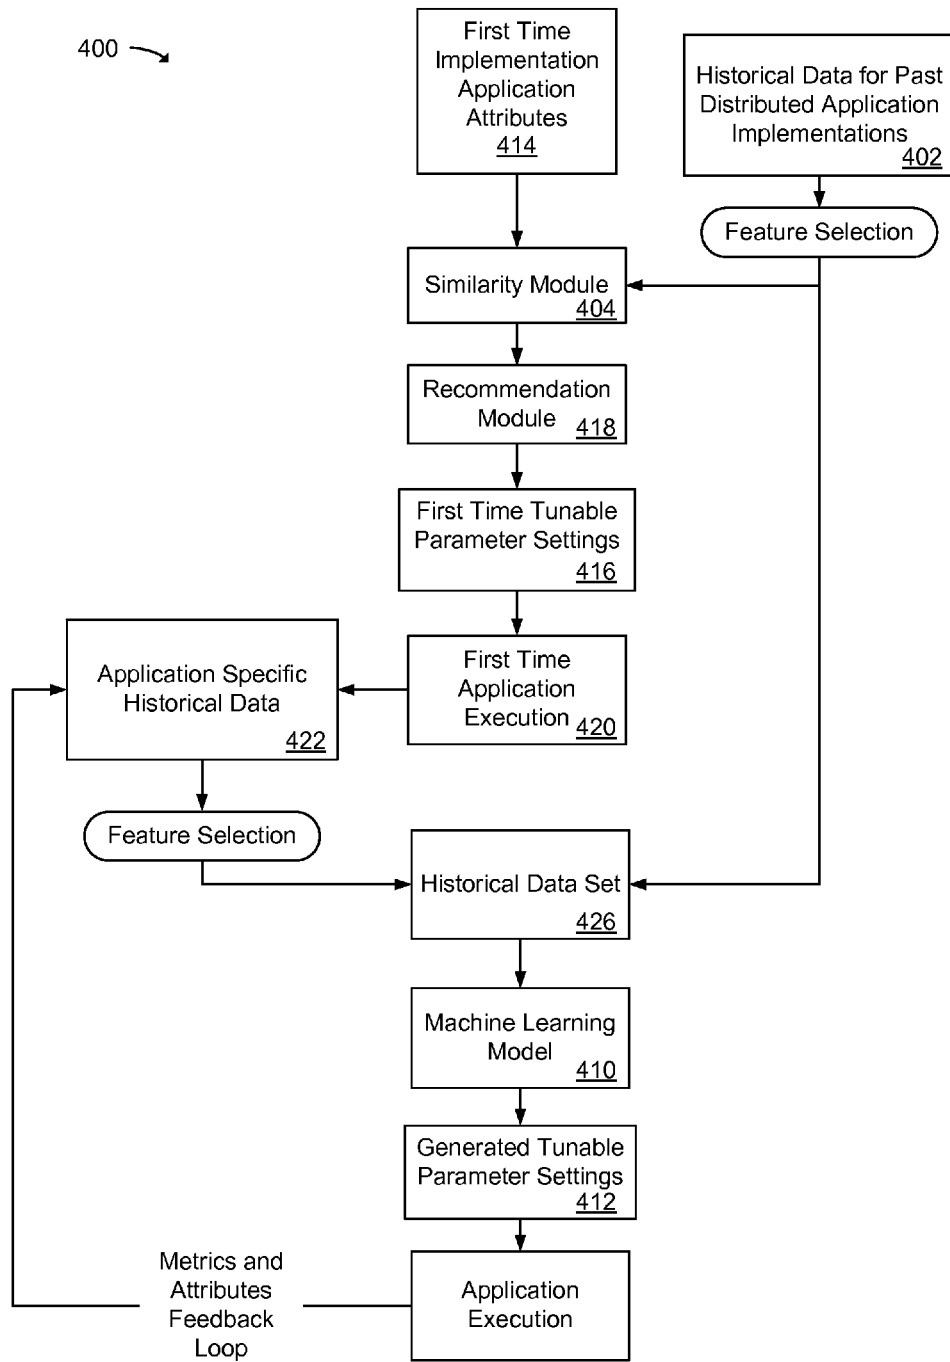 400
First Time
Implementation
Application
Attributes
414
Historical Data for Past
Distributed Application
Implementations
402
Feature Selection
Similarity Module
404
Recommendation
Module
418
First Time Tunable
Parameter Settings
416
First Time
Application
Execution
420
Application Specific
Historical Data
422
Feature Selection
Historical Data Set
426
Machine Learning
Model
410
Generated Tunable
Parameter Settings
412
Application
Execution
Metrics and
Attributes
Feedback
Loop